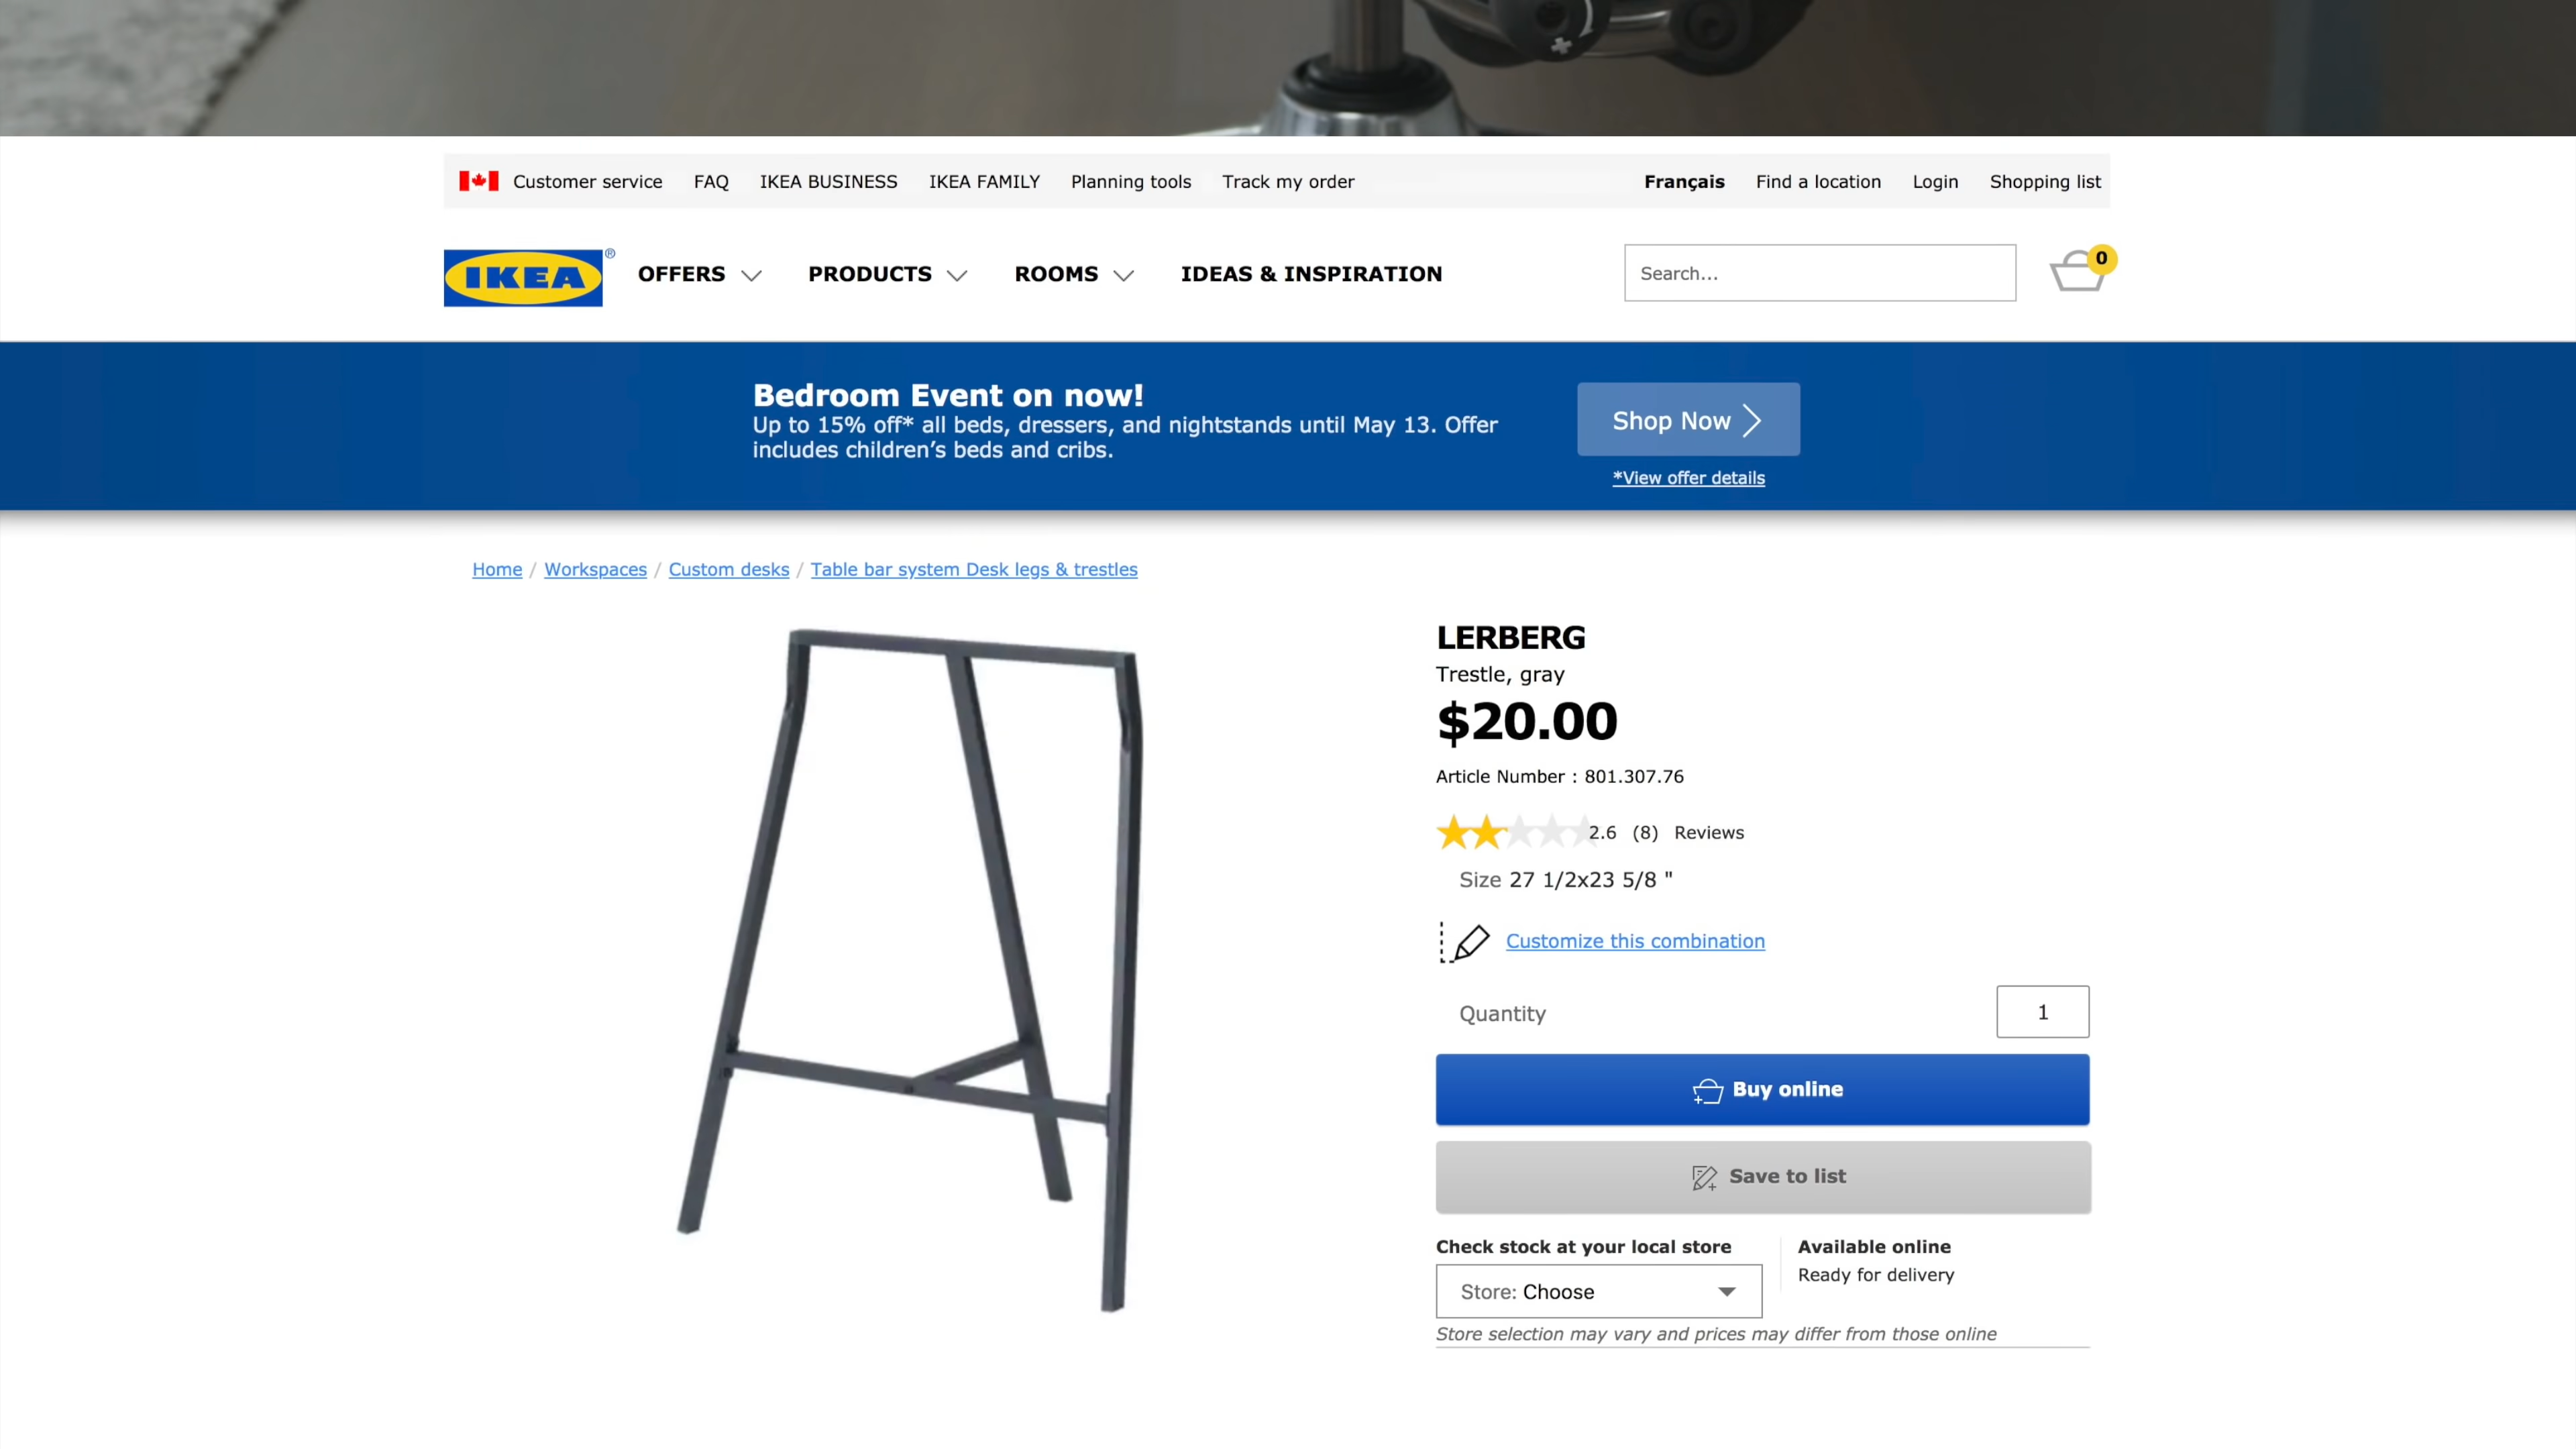 Customer service FAQ IKEA BUSINESS IKEA FAMILY Planning tools Track my order Français Find a location Login Shopping list
IKEA® OFFERS PRODUCTS ROOMS IDEAS & INSPIRATION Search... 0
Bedroom Event on now!
Up to 15% off* all beds, dressers, and nightstands until May 13. Offer
includes children’s beds and cribs.
Shop Now
*View offer details
Home / Workspaces / Custom desks / Table bar system Desk legs & trestles
LERBERG
Trestle, gray
$20.00
Article Number : 801.307.76
2.6 (8) Reviews
Size 27 1/2x23 5/8 "
Customize this combination
Quantity 1
Buy online
Save to list
Check stock at your local store
Store: Choose
Available online
Ready for delivery
Store selection may vary and prices may differ from those online